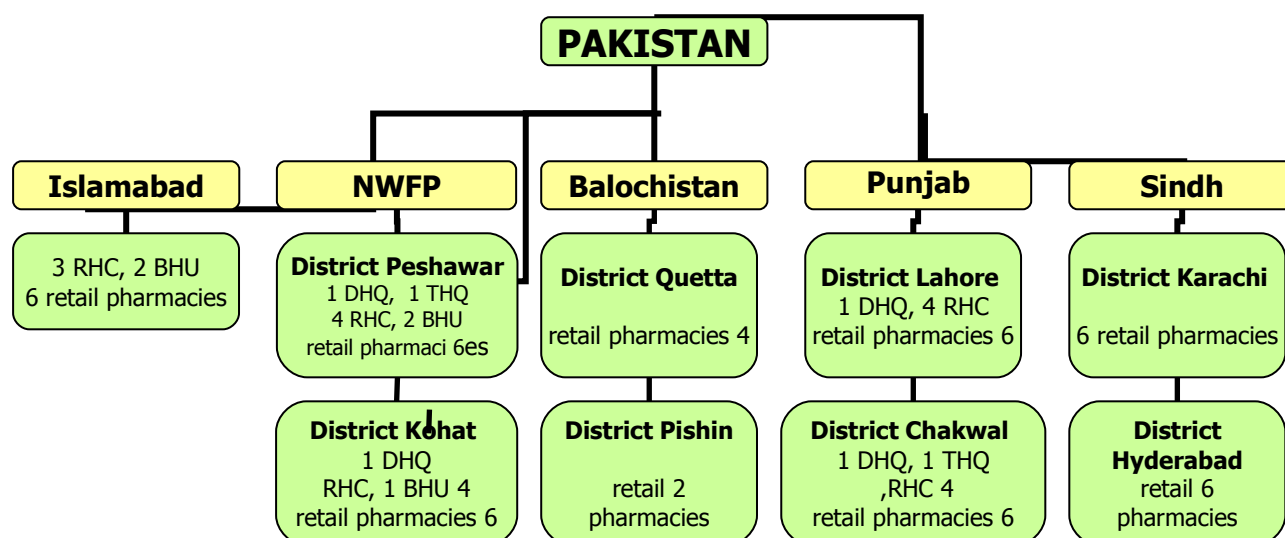 PAKISTAN
Islamabad
NWFP
Balochistan
Punjab
Sindh
3 RHC, 2 BHU
6 retail pharmacies
District Peshawar
1 DHQ, 1 THQ
4 RHC, 2 BHU
retail pharmaci 6es
District Quetta
retail pharmacies 4
District Lahore
1 DHQ, 4 RHC
retail pharmacies 6
District Karachi
6 retail pharmacies
District Kohat
1 DHQ
RHC, 1 BHU 4
retail pharmacies 6
District Pishin
retail 2
pharmacies
District Chakwal
1 DHQ, 1 THQ
,RHC 4
retail pharmacies 6
District
Hyderabad
retail 6
pharmacies